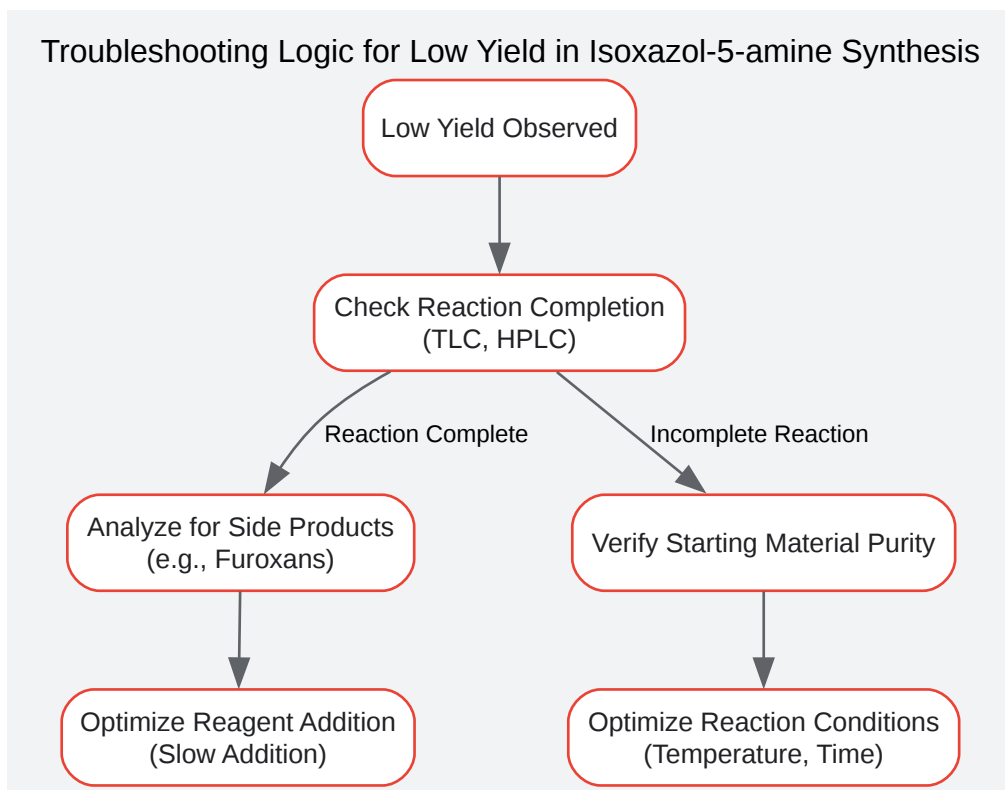 Troubleshooting Logic for Low Yield in Isoxazol-5-amine Synthesis
Low Yield Observed
Check Reaction Completion
(TLC, HPLC)
Reaction Complete
Incomplete Reaction
Analyze for Side Products
(e.g., Furoxans)
Verify Starting Material Purity
Optimize Reagent Addition
(Slow Addition)
Optimize Reaction Conditions
(Temperature, Time)